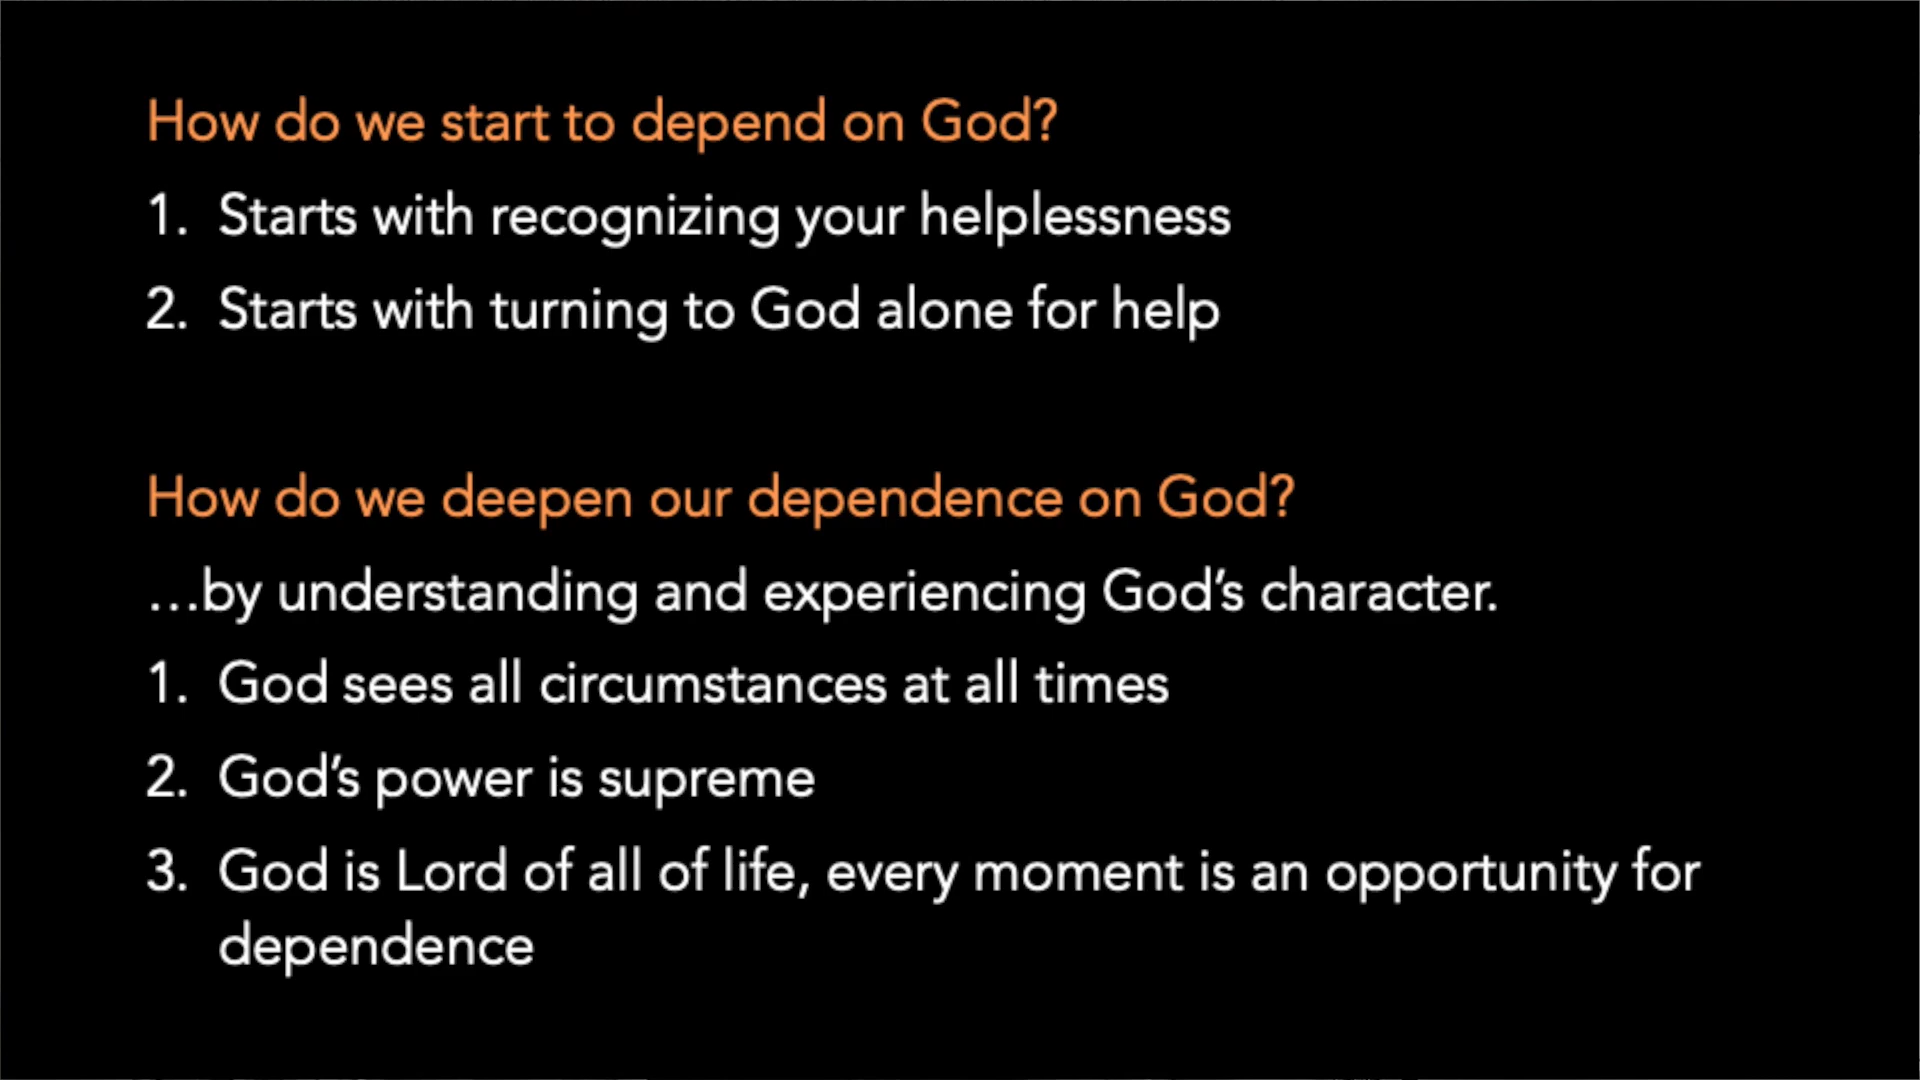 How do we start to depend on God?
1. Starts with recognizing your helplessness
2. Starts with turning to God alone for help
How do we deepen our dependence on God?
…by understanding and experiencing God’s character.
1. God sees all circumstances at all times
2. God’s power is supreme
3. God is Lord of all of life, every moment is an opportunity for
dependence